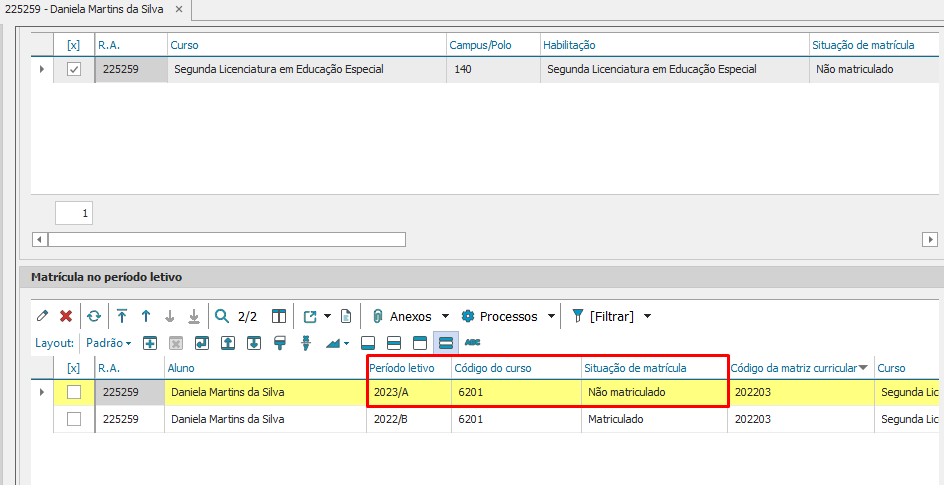 225259 - Daniela Martins da Silva ×
[x] R.A. Curso Campus/Polo Habilitação Situação de matrícula
225259 Segunda Licenciatura em Educação Especial 140 Segunda Licenciatura em Educação Especial Não matriculado
1
Matrícula no período letivo
2/2 Anexos Processos [Filtrar]
Layout: Padrão ABC
[x] R.A. Aluno Período letivo Código do curso Situação de matrícula Código da matriz curricular Curso
225259 Daniela Martins da Silva 2023/A 6201 Não matriculado 202203 Segunda Lic
225259 Daniela Martins da Silva 2022/B 6201 Matriculado 202203 Segunda Lic